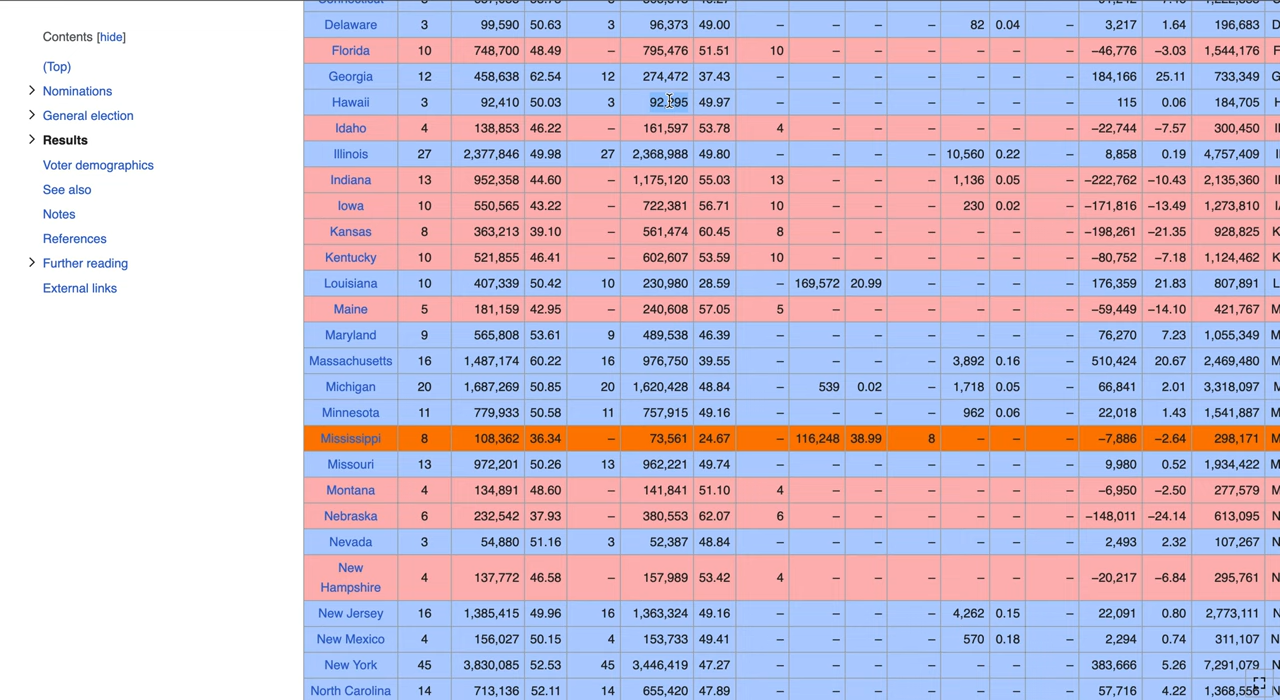 Contents [hide]
(Top)
Nominations
General election
Results
Voter demographics
See also
Notes
References
Further reading
External links
Delaware 3 99,590 50.63 3 96,373 49.00 – – – 82 0.04 – 3,217 1.64 196,683
Florida 10 748,700 48.49 – 795,476 51.51 10 – – – – – – −46,776 −3.03 1,544,176
Georgia 12 458,638 62.54 12 274,472 37.43 – – – – – – – 184,166 25.11 733,349
Hawaii 3 92,410 50.03 3 92,295 49.97 – – – – – – – 115 0.06 184,705
Idaho 4 138,853 46.22 – 161,597 53.78 4 – – – – – – −22,744 −7.57 300,450
Illinois 27 2,377,846 49.98 27 2,368,988 49.80 – – – – 10,560 0.22 – 8,858 0.19 4,757,409
Indiana 13 952,358 44.60 – 1,175,120 55.03 13 – – – 1,136 0.05 – −222,762 −10.43 2,135,360
Iowa 10 550,565 43.22 – 722,381 56.71 10 – – – 230 0.02 – −171,816 −13.49 1,273,810
Kansas 8 363,213 39.10 – 561,474 60.45 8 – – – – – – −198,261 −21.35 928,825
Kentucky 10 521,855 46.41 – 602,607 53.59 10 – – – – – – −80,752 −7.18 1,124,462
Louisiana 10 407,339 50.42 10 230,980 28.59 – 169,572 20.99 – – – – 176,359 21.83 807,891
Maine 5 181,159 42.95 – 240,608 57.05 5 – – – – – – −59,449 −14.10 421,767
Maryland 9 565,808 53.61 9 489,538 46.39 – – – – – – – 76,270 7.23 1,055,349
Massachusetts 16 1,487,174 60.22 16 976,750 39.55 – – – – 3,892 0.16 – 510,424 20.67 2,469,480
Michigan 20 1,687,269 50.85 20 1,620,428 48.84 – 539 0.02 – 1,718 0.05 – 66,841 2.01 3,318,097
Minnesota 11 779,933 50.58 11 757,915 49.16 – – – – 962 0.06 – 22,018 1.43 1,541,887
Mississippi 8 108,362 36.34 – 73,561 24.67 – 116,248 38.99 8 – – – −7,886 −2.64 298,171
Missouri 13 972,201 50.26 13 962,221 49.74 – – – – – – – 9,980 0.52 1,934,422
Montana 4 134,891 48.60 – 141,841 51.10 4 – – – – – – −6,950 −2.50 277,579
Nebraska 6 232,542 37.93 – 380,553 62.07 6 – – – – – – −148,011 −24.14 613,095
Nevada 3 54,880 51.16 3 52,387 48.84 – – – – – – – 2,493 2.32 107,267
New
Hampshire 4 137,772 46.58 – 157,989 53.42 4 – – – – – – −20,217 −6.84 295,761
New Jersey 16 1,385,415 49.96 16 1,363,324 49.16 – – – – 4,262 0.15 – 22,091 0.80 2,773,111
New Mexico 4 156,027 50.15 4 153,733 49.41 – – – – 570 0.18 – 2,294 0.74 311,107
New York 45 3,830,085 52.53 45 3,446,419 47.27 – – – – – – – 383,666 5.26 7,291,079
North Carolina 14 713,136 52.11 14 655,420 47.89 – – – – – – – 57,716 4.22